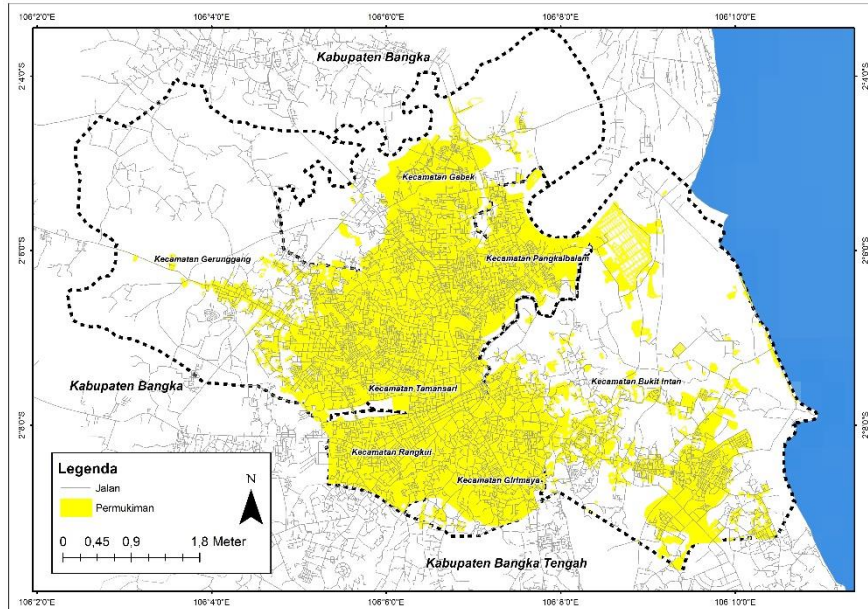 106°2'0"E 106°4'0"E 106°6'0"E 106°8'0"E 106°10'0"E
Kabupaten Bangka
2°4'0"S 2°4'0"S
Kecamatan Gabek
2°6'0"S 2°6'0"S
Kecamatan Gerunggang
Kecamatan Pangkalbalam
Kabupaten Bangka
Kecamatan Tamansari
Kecamatan Bukit Intan
2°8'0"S 2°8'0"S
Kecamatan Rangkui
Kecamatan Girimaya
Legenda
Jalan
Permukiman
N
0 0,45 0,9 1,8 Meter
Kabupaten Bangka Tengah
106°2'0"E 106°4'0"E 106°6'0"E 106°8'0"E 106°10'0"E